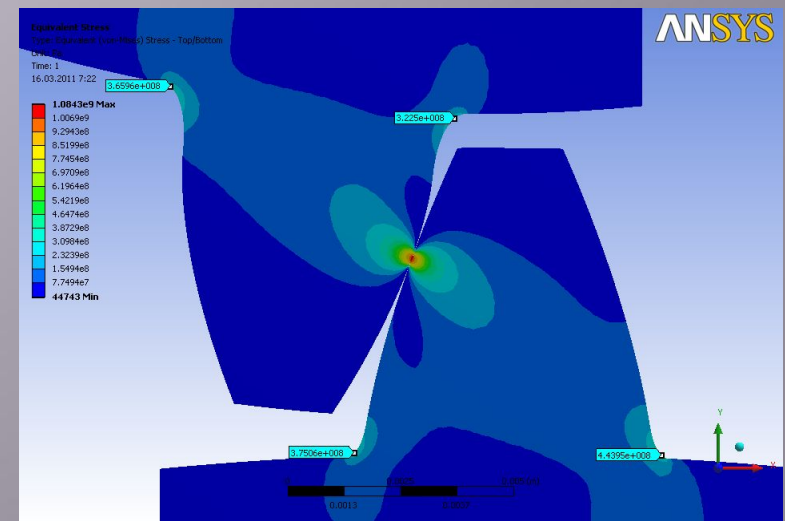 Equivalent Stress
Type: Equivalent (von-Mises) Stress - Top/Bottom
Time: 1
16.03.2011 7:22
ANSYS
3.6596e+008
3.225e+008
1.0843e9 Max
1.0069e9
9.2943e8
8.5199e8
7.7454e8
6.9709e8
6.1964e8
5.4219e8
4.6474e8
3.8729e8
3.0984e8
2.3239e8
1.5494e8
7.7494e7
44743 Min
3.7506e+008
4.4395e+008
Y
X
0
0.0013